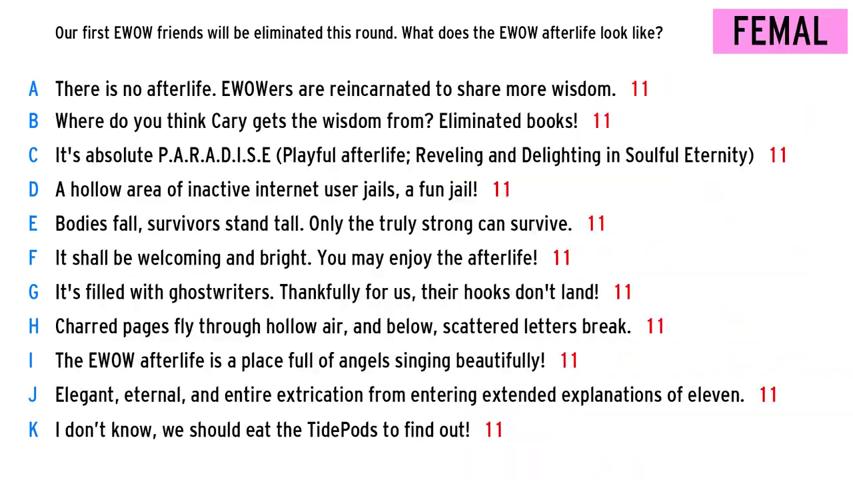 Our first EWOW friends will be eliminated this round. What does the EWOW afterlife look like?
FEMAL
A There is no afterlife. EWOWers are reincarnated to share more wisdom. 11
B Where do you think Cary gets the wisdom from? Eliminated books! 11
C It's absolute P.A.R.A.D.I.S.E (Playful afterlife; Reveling and Delighting in Soulful Eternity) 11
D A hollow area of inactive internet user jails, a fun jail! 11
E Bodies fall, survivors stand tall. Only the truly strong can survive. 11
F It shall be welcoming and bright. You may enjoy the afterlife! 11
G It's filled with ghostwriters. Thankfully for us, their hooks don't land! 11
H Charred pages fly through hollow air, and below, scattered letters break. 11
I The EWOW afterlife is a place full of angels singing beautifully! 11
J Elegant, eternal, and entire extrication from entering extended explanations of eleven. 11
K I don’t know, we should eat the TidePods to find out! 11